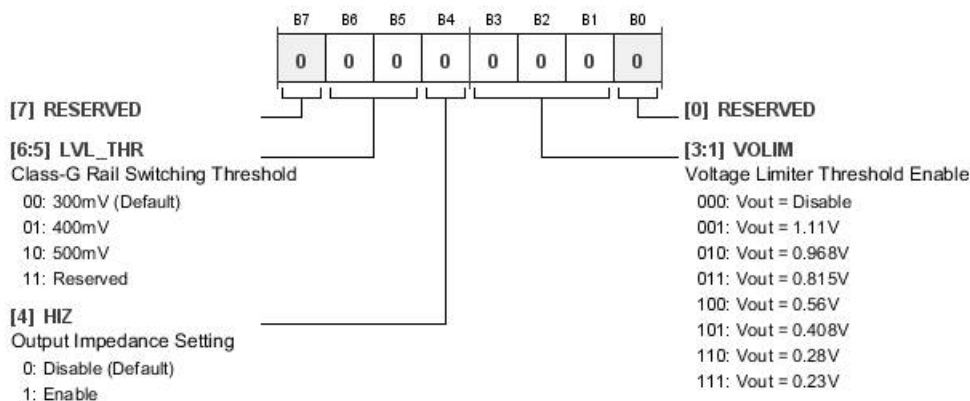 B7 B6 B5 B4 B3 B2 B1 B0
0 0 0 0 0 0 0 0
[7] RESERVED
[6:5] LVL_THR
Class-G Rail Switching Threshold
00: 300mV (Default)
01: 400mV
10: 500mV
11: Reserved
[4] HIZ
Output Impedance Setting
0: Disable (Default)
1: Enable
[0] RESERVED
[3:1] VOLIM
Voltage Limiter Threshold Enable
000: Vout = Disable
001: Vout = 1.11V
010: Vout = 0.968V
011: Vout = 0.815V
100: Vout = 0.56V
101: Vout = 0.408V
110: Vout = 0.28V
111: Vout = 0.23V